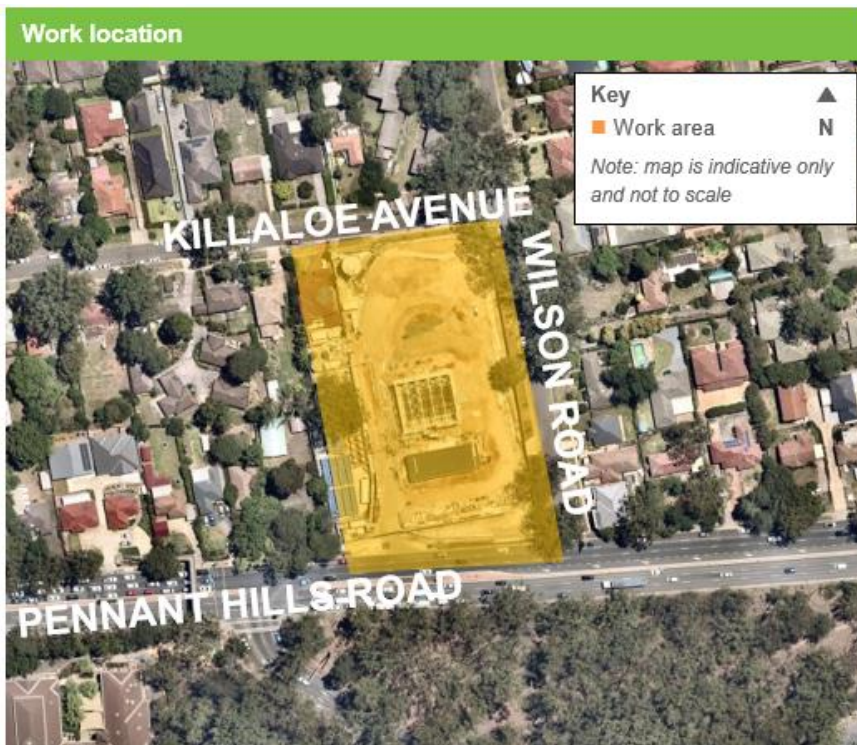 Work location
Key
Work area
N
Note: map is indicative only
and not to scale
KILLALOE AVENUE
WILSON ROAD
PENNANT HILLS ROAD